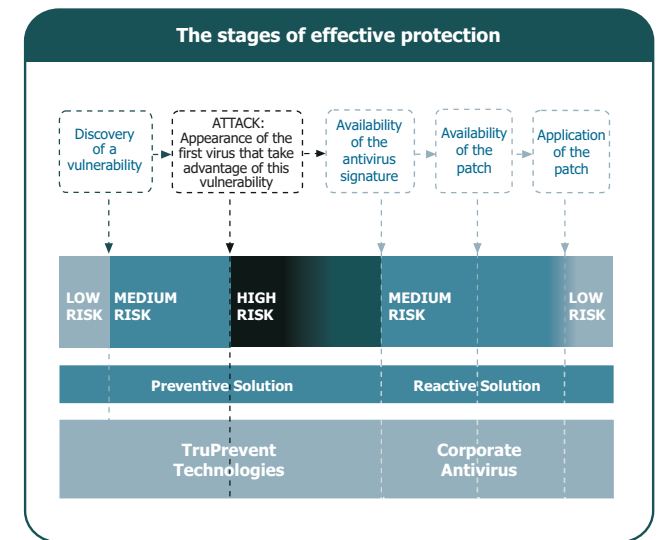 The stages of effective protection
Discovery
of a
vulnerability
ATTACK:
Appearance of the
first virus that take
advantage of this
vulnerability
Availability
of the
antivirus
signature
Availability
of the
patch
Application
of the
patch
LOW
RISK
MEDIUM
RISK
HIGH
RISK
MEDIUM
RISK
LOW
RISK
Preventive Solution
Reactive Solution
TruPrevent
Technologies
Corporate
Antivirus